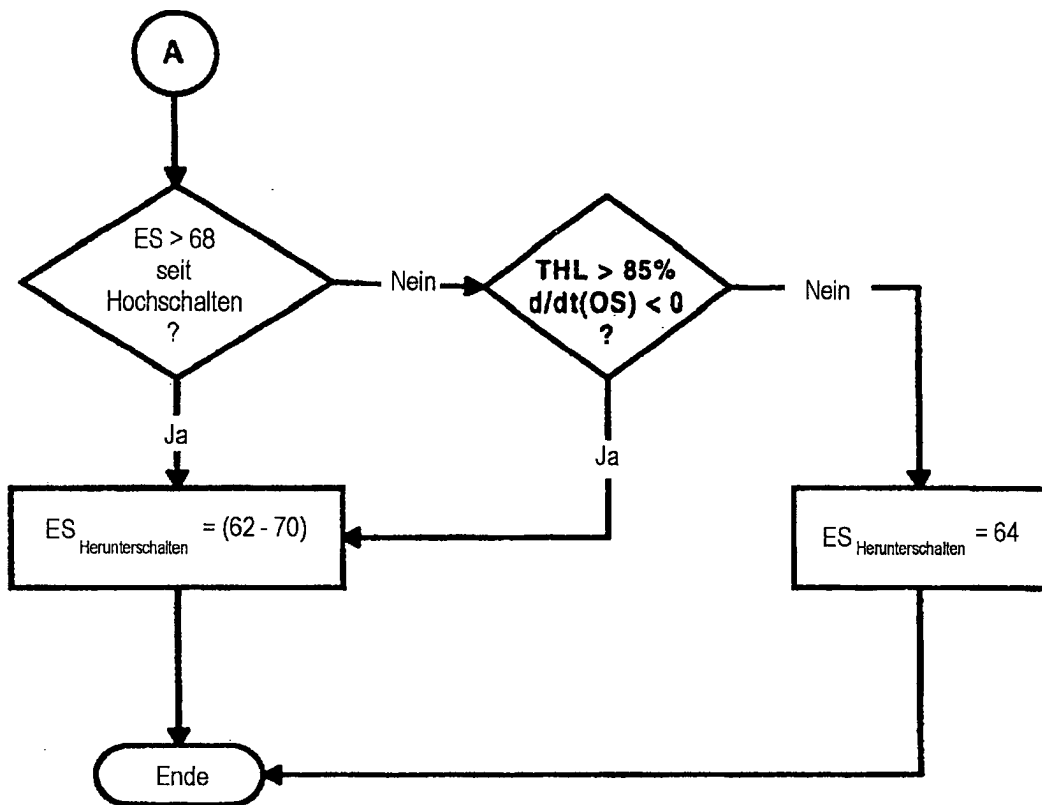 A
ES > 68
seit
Hochschalten
?
Nein
THL > 85%
d/dt(OS) < 0
?
Nein
Ja
Ja
ES Herunterschalten = (62 - 70)
ES Herunterschalten = 64
Ende